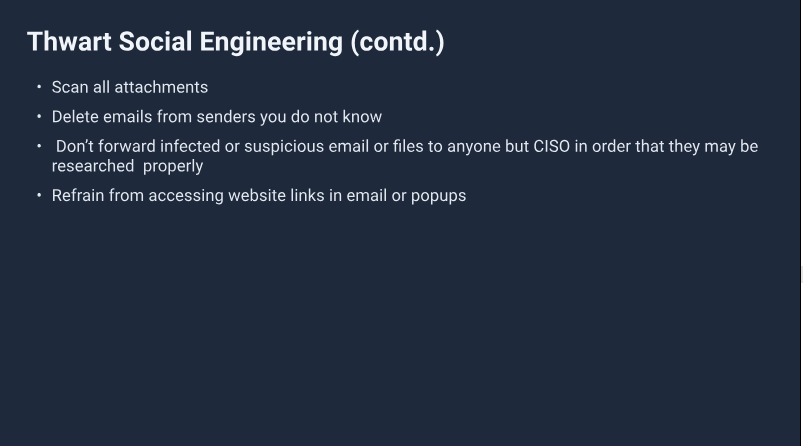 Thwart Social Engineering (contd.)
• Scan all attachments
• Delete emails from senders you do not know
• Don't forward infected or suspicious email or files to anyone but CISO in order that they may be
researched  properly
• Refrain from accessing website links in email or popups